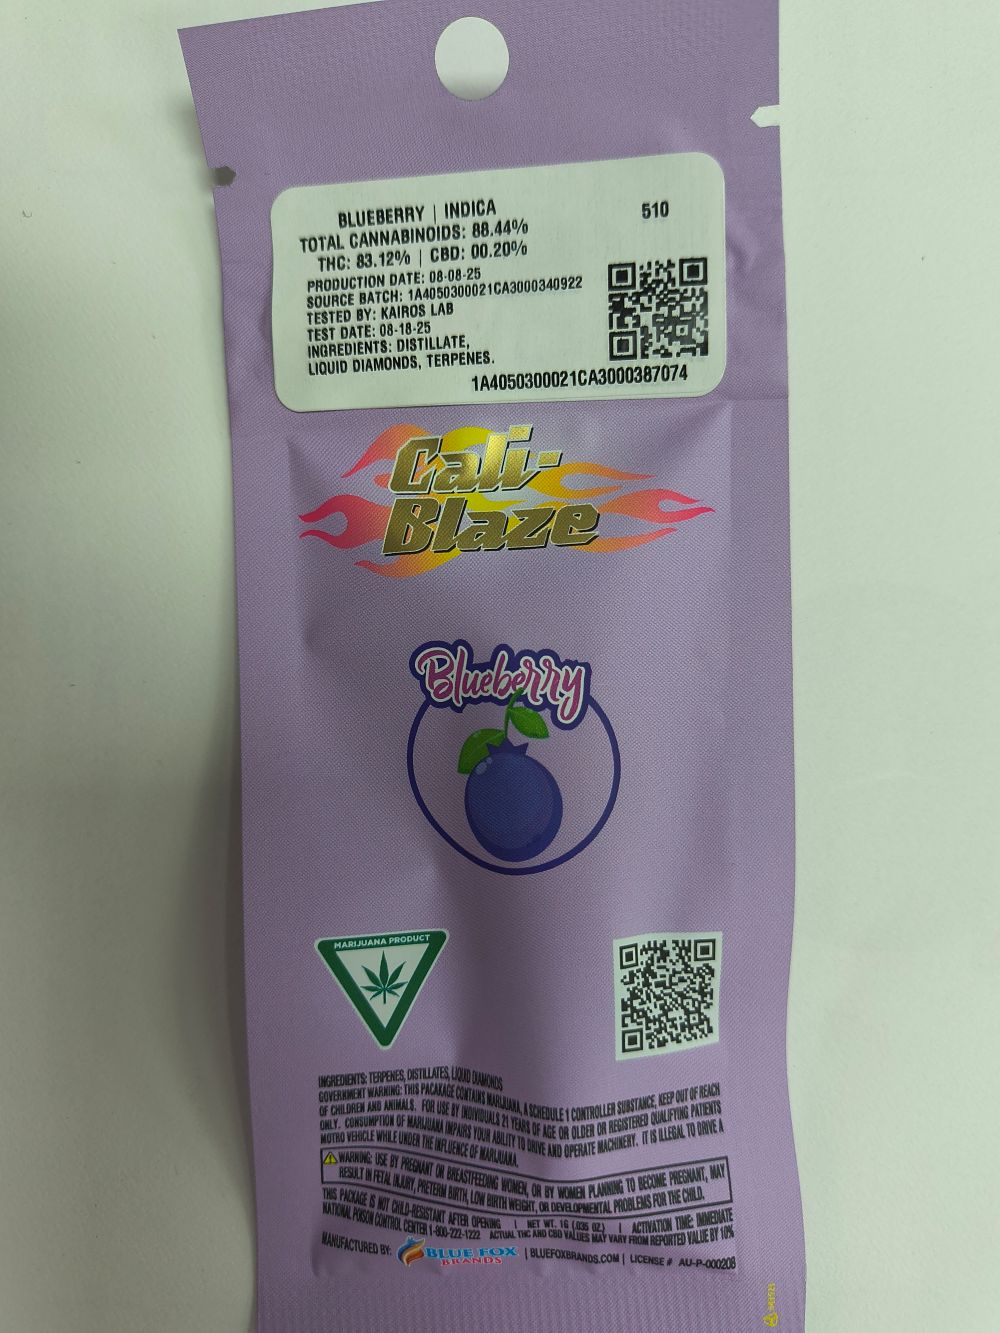 BLUEBERRY | INDICA
510
TOTAL CANNABINOIDS: 88.44%
THC: 83.12% | CBD: 00.20%
PRODUCTION DATE: 08-08-25
SOURCE BATCH: 1A4050300021CA3000340922
TESTED BY: KAIROS LAB
TEST DATE: 08-18-25
INGREDIENTS: DISTILLATE,
LIQUID DIAMONDS, TERPENES.
1A4050300021CA3000387074
Cali-
Blaze
Blueberry
MARIJUANA PRODUCT
INGREDIENTS: TERPENES, DISTILLATES, LIQUID DIAMONDS
GOVERNMENT WARNING: THIS PACAKAGE CONTAINS MARIJUANA, A SCHEDULE 1 CONTROLLER SUBSTANCE, KEEP OUT OF REACH
OF CHILDREN AND ANIMALS. FOR USE BY INDIVIDUALS 21 YEARS OF AGE OR OLDER OR REGISTERED QUALIFYING PATIENTS
ONLY. CONSUMPTION OF MARIJUANA IMPAIRS YOUR ABILITY TO DRIVE AND OPERATE MACHINERY. IT IS ILLEGAL TO DRIVE A
MOTRO VEHICLE WHILE UNDER THE INFLUENCE OF MARIJUANA.
WARNING: USE BY PREGNANT OR BREASTFEEDING WOMEN, OR BY WOMEN PLANNING TO BECOME PREGNANT, MAY
RESULT IN FETAL INJURY, PRETERM BIRTH, LOW BIRTH WEIGHT, OR DEVELOPMENTAL PROBLEMS FOR THE CHILD.
THIS PACKAGE IS NOT CHILD-RESISTANT AFTER OPENING | NET WT. 1G (.035 OZ.) | ACTIVATION TIME: IMMEDIATE
NATIONAL POISON CONTROL CENTER 1-800-222-1222 ACTUAL THC AND CBD VALUES MAY VARY FROM REPORTED VALUE BY 10%
MANUFACTURED BY: BLUE FOX BRANDS | BLUEFOXBRANDS.COM | LICENSE # AU-P-000208